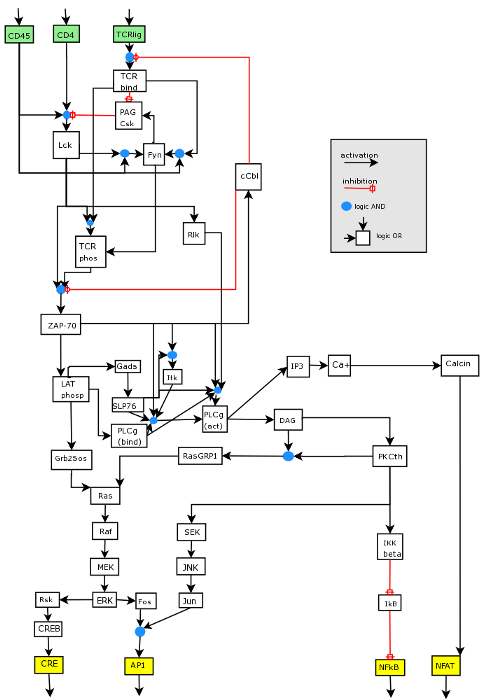 CD45
CD4
TCRlig
TCR
bind
PAG
Csk
Lck
Fyn
cCbl
activation
inhibition
logic AND
logic OR
TCR
phos
Rlk
ZAP-70
LAT
phosp
Gads
Itk
SLP76
PLCg
(bind)
PLCg
(act)
IP3
Ca+
Calcin
DAG
Grb2Sos
RasGRP1
PKCth
Ras
Raf
SEK
IKK
beta
MEK
JNK
Rsk
ERK
Fos
Jun
IkB
CREB
CRE
AP1
NFkB
NFAT